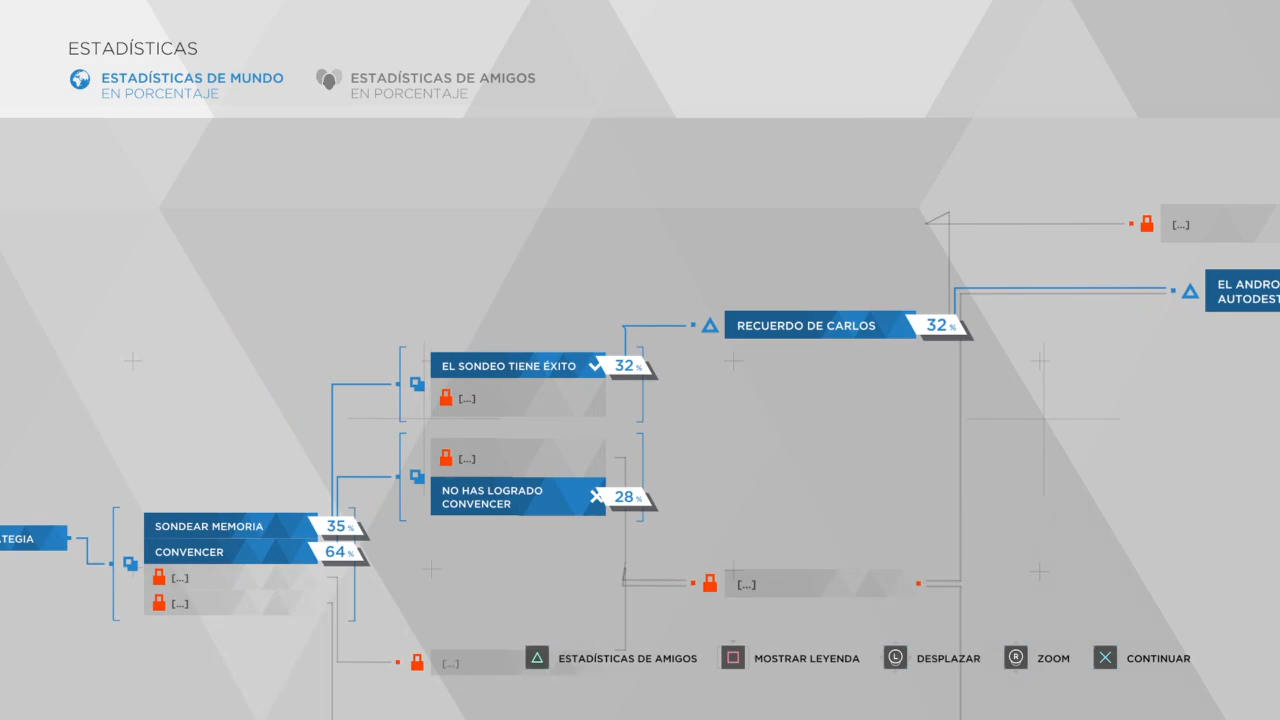 ESTADÍSTICAS
ESTADÍSTICAS DE MUNDO
EN PORCENTAJE
ESTADÍSTICAS DE AMIGOS
EN PORCENTAJE
[...]
EL ANDRO
AUTODEST
RECUERDO DE CARLOS 32 %
EL SONDEO TIENE ÉXITO 32 %
[...]
[...]
NO HAS LOGRADO
CONVENCER 28 %
ATEGIA
SONDEAR MEMORIA 35 %
CONVENCER 64 %
[...]
[...]
[...]
[...]
ESTADÍSTICAS DE AMIGOS
MOSTRAR LEYENDA
L DESPLAZAR
R ZOOM
CONTINUAR